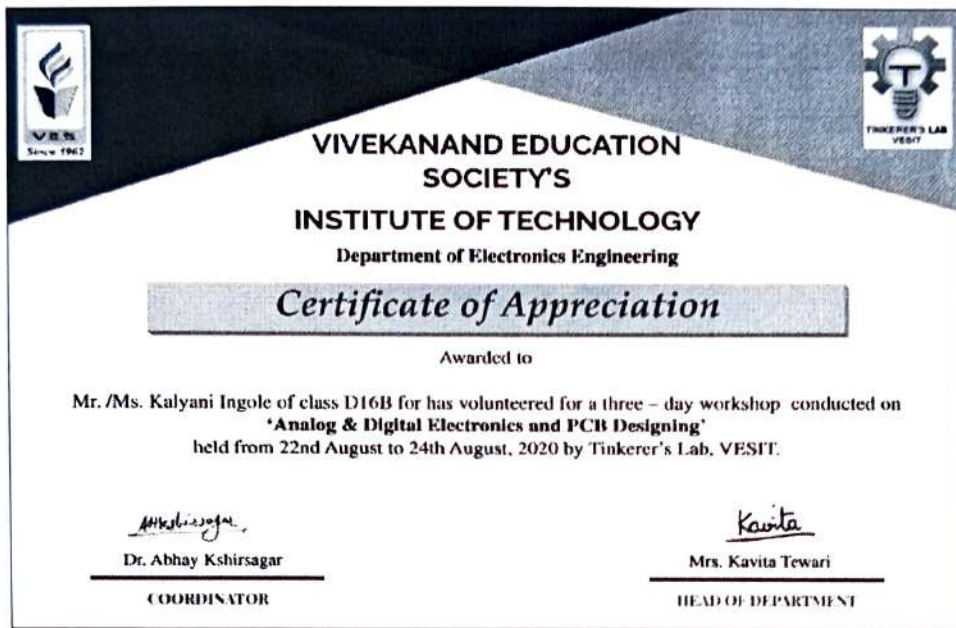 VES
Since 1962
TINKERER'S LAB
VESIT
VIVEKANAND EDUCATION
SOCIETY'S
INSTITUTE OF TECHNOLOGY
Department of Electronics Engineering
Certificate of Appreciation
Awarded to
Mr. /Ms. Kalyani Ingole of class D16B for has volunteered for a three – day workshop conducted on
'Analog & Digital Electronics and PCB Designing'
held from 22nd August to 24th August, 2020 by Tinkerer's Lab, VESIT.
Kavita
Dr. Abhay Kshirsagar
Mrs. Kavita Tewari
COORDINATOR
HEAD OF DEPARTMENT